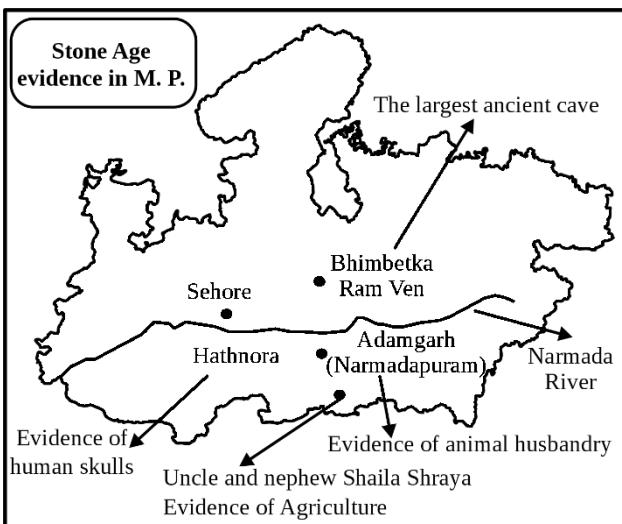 Stone Age
evidence in M. P.
The largest ancient cave
Bhimbetka
Ram Ven
Sehore
Hathnora
Adamgarh
(Narmadapuram)
Narmada
River
Evidence of
human skulls
Evidence of animal husbandry
Uncle and nephew Shaila Shraya
Evidence of Agriculture